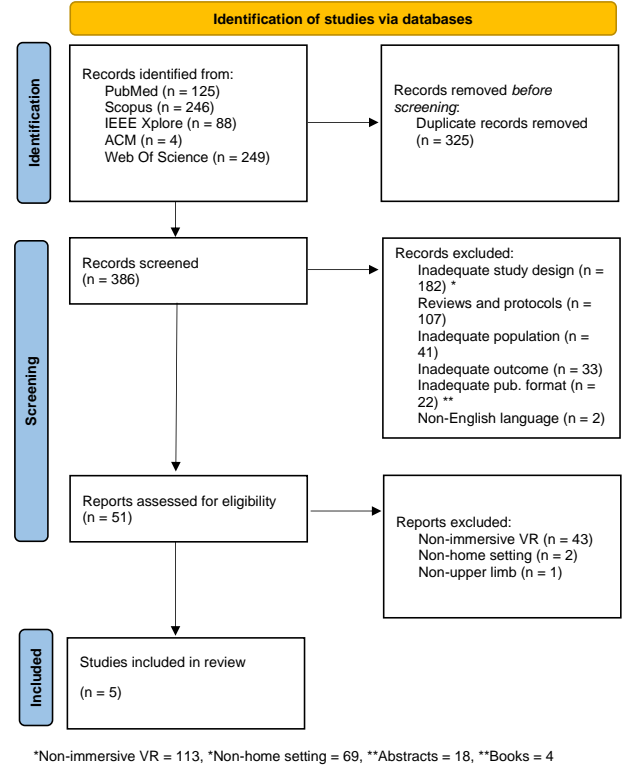 Identification of studies via databases
Identification
Records identified from:
PubMed (n = 125)
Scopus (n = 246)
IEEE Xplore (n = 88)
ACM (n = 4)
Web Of Science (n = 249)
Records removed before
screening:
Duplicate records removed
(n = 325)
Screening
Records screened
(n = 386)
Records excluded:
Inadequate study design (n =
182) *
Reviews and protocols (n =
107)
Inadequate population (n =
41)
Inadequate outcome (n = 33)
Inadequate pub. format (n =
22) **
Non-English language (n = 2)
Reports assessed for eligibility
(n = 51)
Reports excluded:
Non-immersive VR (n = 43)
Non-home setting (n = 2)
Non-upper limb (n = 1)
Included
Studies included in review
(n = 5)
*Non-immersive VR = 113, *Non-home setting = 69, **Abstracts = 18, **Books = 4